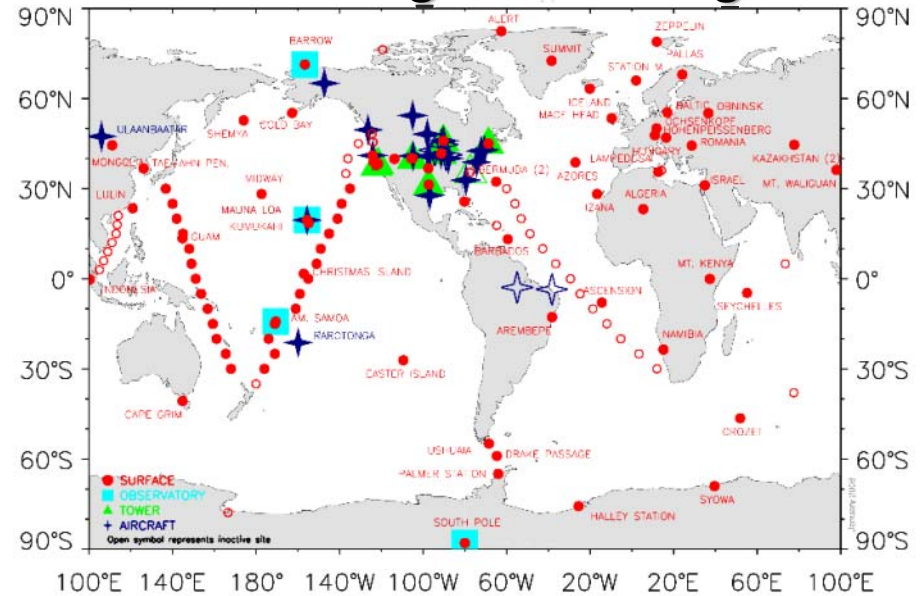 90°N
60°N
30°N
0°
30°S
60°S
90°S
ALERT
ZEPPELIN
BARROW
SUMMIT
PALLAS
STATION M
ICELAND
BALTIC
OBNINSK
ULAANBAATAR
SHEMYA
COLD BAY
MACE HEAD
OCHSENKOPF
HOHENPEISSENBERG
HUNGARY
ROMANIA
MONGOLIA
TAE-AHN PEN.
BERMUDA (2)
LAMPEDUSA
KAZAKHSTAN (2)
AZORES
MT. WALIGUAN
LULIN
MIDWAY
ALGERIA
ISRAEL
MAUNA LOA
IZANA
KUMUKAHI
GUAM
BARBADOS
CHRISTMAS ISLAND
MT. KENYA
INDONESIA
ASCENSION
SEYCHELLES
AM. SAMOA
AREMBEPE
RAROTONGA
NAMIBIA
CASTER ISLAND
CAPE GRIM
CROZET
USHUAIA
DRAKE PASSAGE
PALMER STATION
SYOWA
HALLEY STATION
SOUTH POLE
SURFACE
OBSERVATORY
TOWER
AIRCRAFT
Open symbol represents inactive site
90°N
60°N
30°N
0°
30°S
60°S
90°S
100°E 140°E 180° 140°W 100°W 60°W 20°W 20°E 60°E 100°E